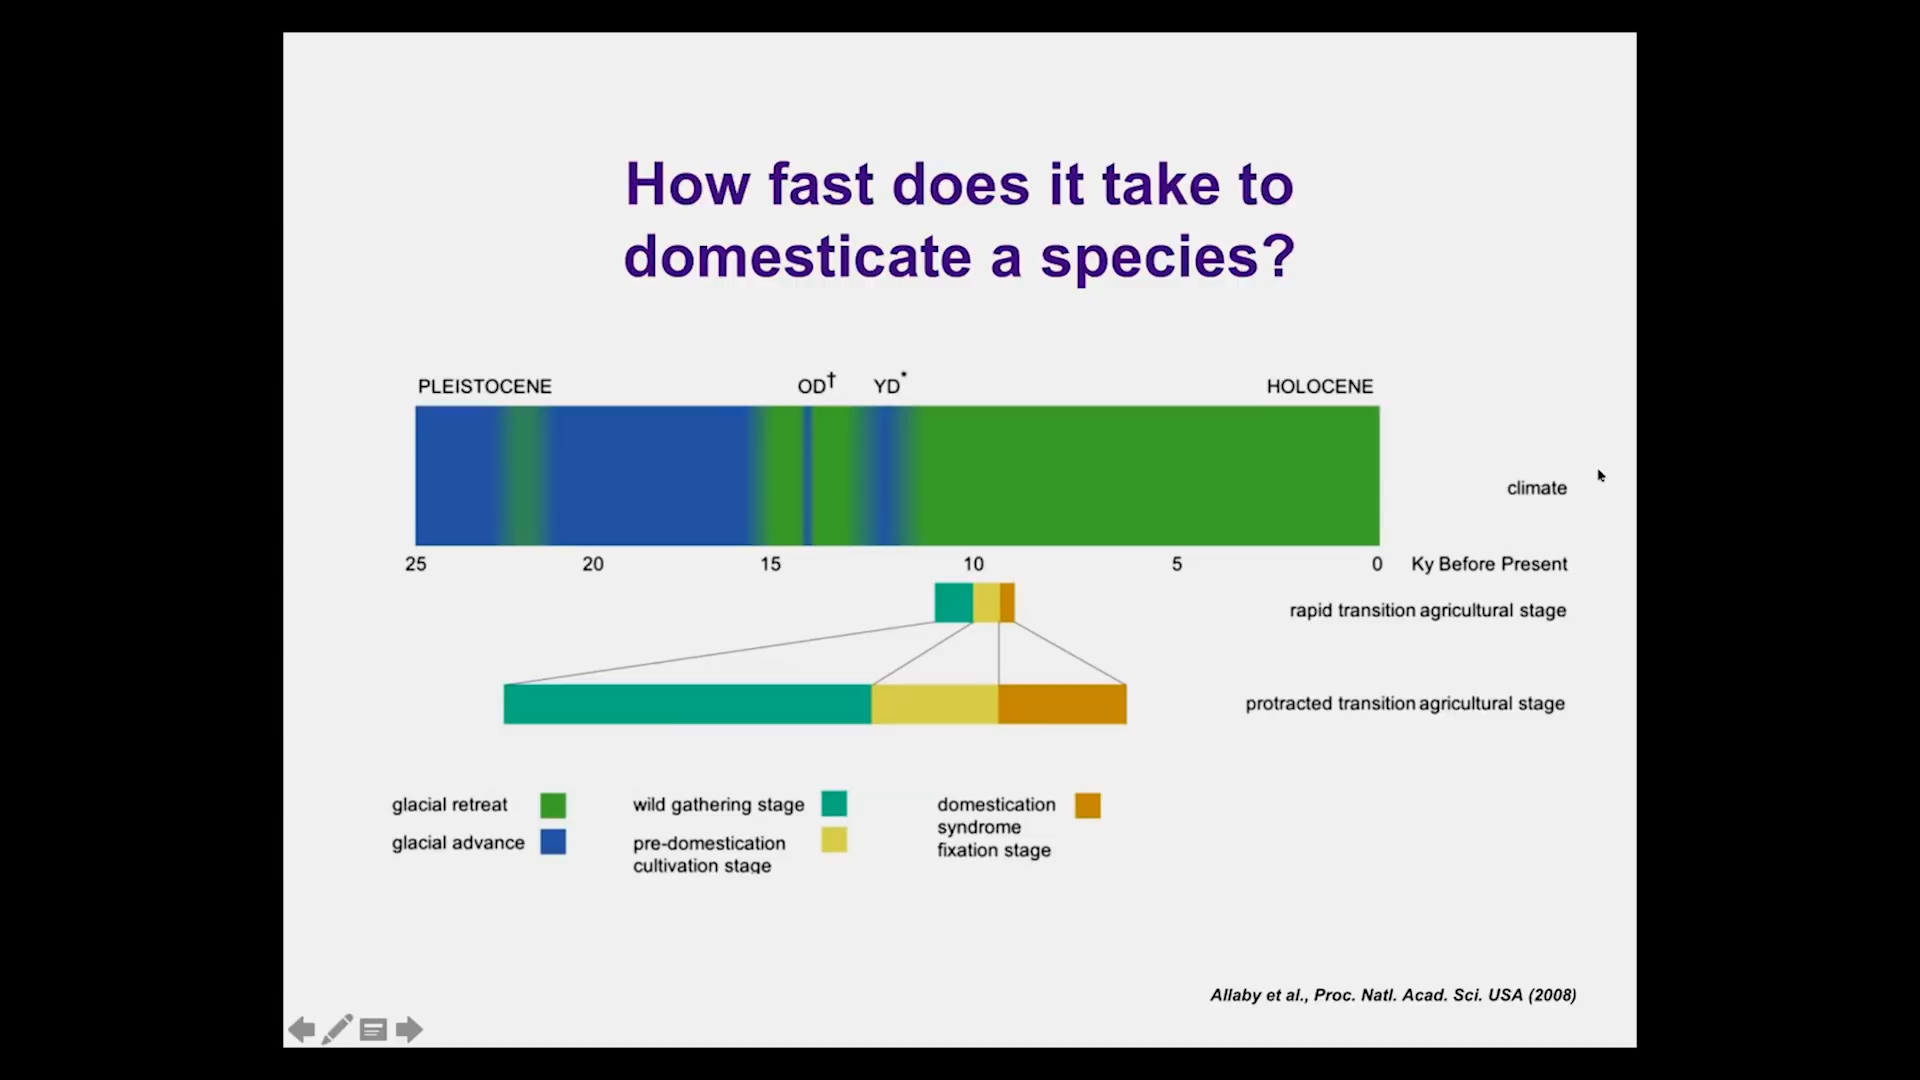 How fast does it take to
domesticate a species?
PLEISTOCENE OD† YD* HOLOCENE
climate
25 20 15 10 5 0 Ky Before Present
rapid transition agricultural stage
protracted transition agricultural stage
glacial retreat
glacial advance
wild gathering stage
pre-domestication
cultivation stage
domestication
syndrome
fixation stage
Allaby et al., Proc. Natl. Acad. Sci. USA (2008)